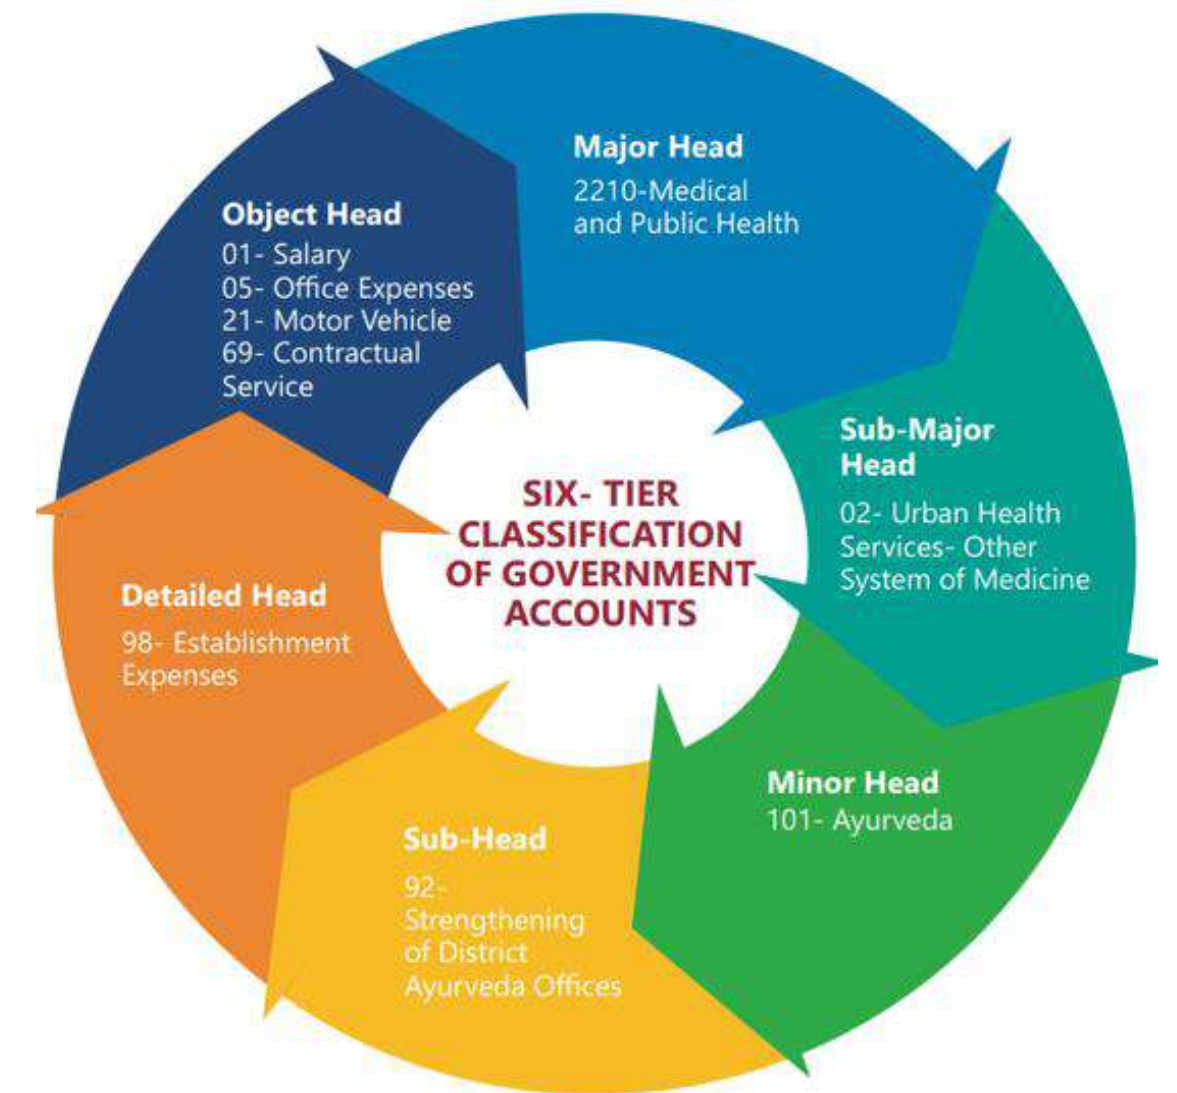 Major Head
2210-Medical
and Public Health
Sub-Major
Head
02- Urban Health
Services- Other
System of Medicine
Minor Head
101- Ayurveda
Sub-Head
92-
Strengthening
of District
Ayurveda Offices
Detailed Head
98- Establishment
Expenses
Object Head
01- Salary
05- Office Expenses
21- Motor Vehicle
69- Contractual
Service
SIX- TIER
CLASSIFICATION
OF GOVERNMENT
ACCOUNTS